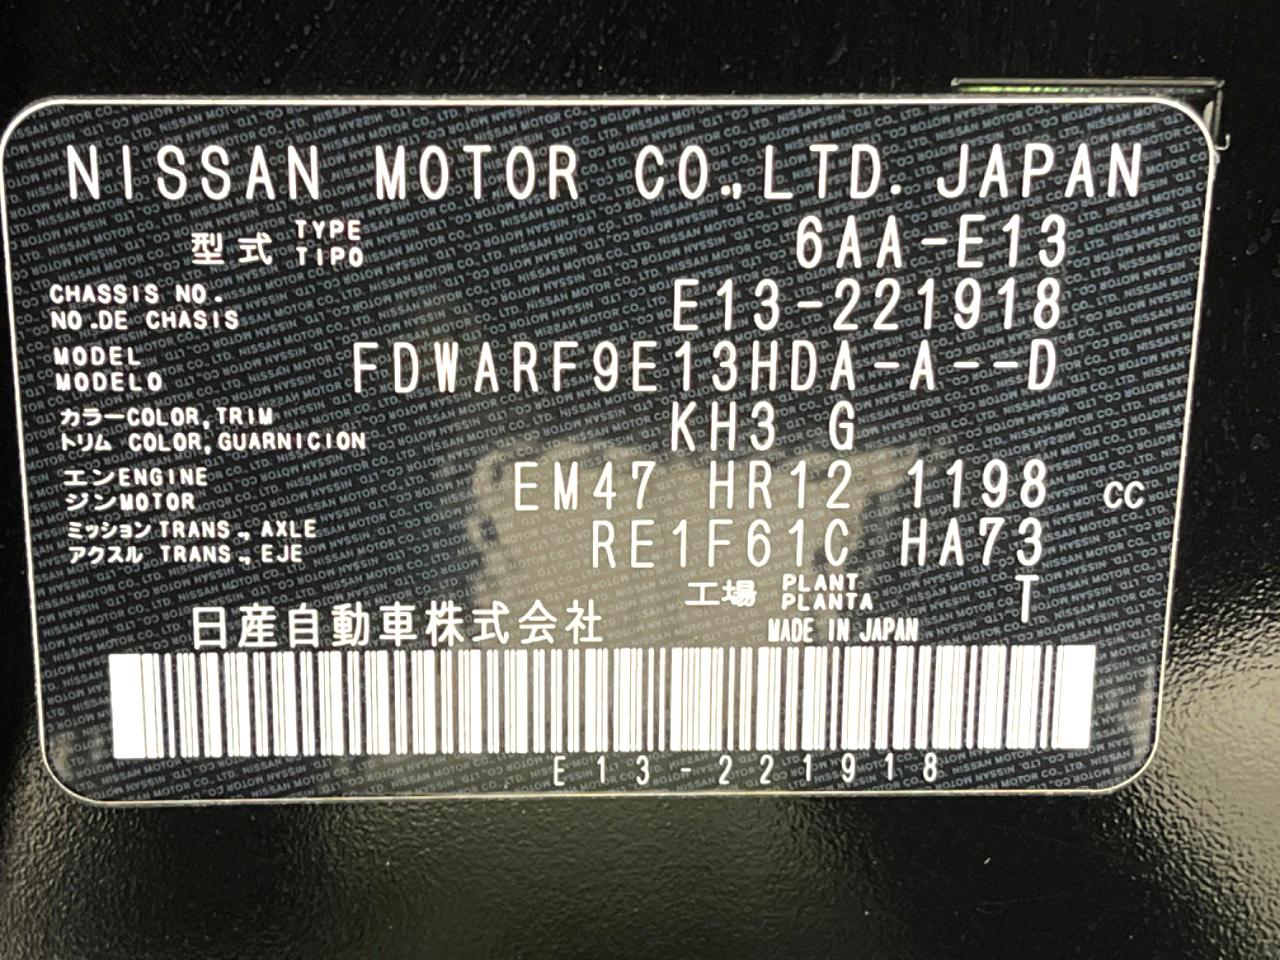 NISSAN MOTOR CO.,LTD. JAPAN
型式 TYPE TIPO 6AA-E13
CHASSIS NO. NO.DE CHASIS E13-221918
MODEL MODELO FDWARF9E13HDA-A--D
カラー COLOR,TRIM トリム COLOR,GUARNICION KH3 G
エンジン ENGINE MOTOR EM47 HR12 1198 cc
ミッション TRANS., AXLE アクスル TRANS., EJE RE1F61C HA73
工場 PLANT PLANTA T
日産自動車株式会社 MADE IN JAPAN
E13-221918